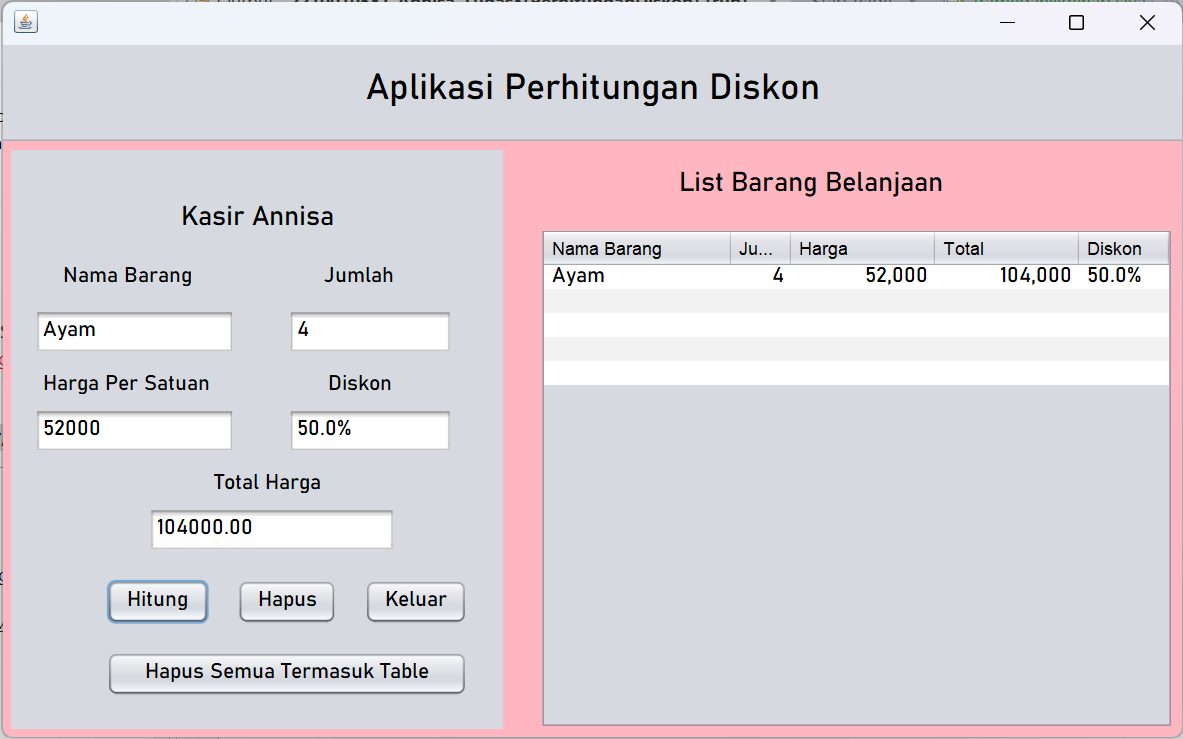 Aplikasi Perhitungan Diskon
Kasir Annisa
Nama Barang Jumlah
Ayam 4
Harga Per Satuan Diskon
52000 50.0%
Total Harga
104000.00
Hitung Hapus Keluar
Hapus Semua Termasuk Table
List Barang Belanjaan
Nama Barang Ju... Harga Total Diskon
Ayam 4 52,000 104,000 50.0%